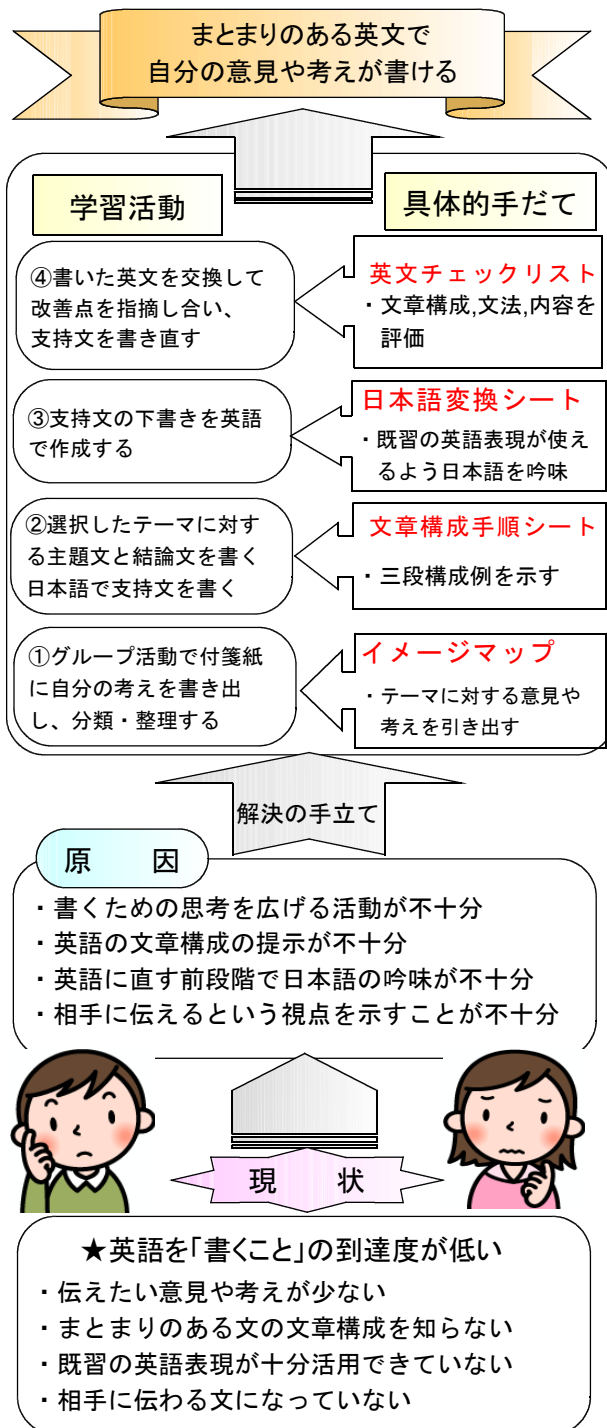 まとまりのある英文で
自分の意見や考えが書ける
学習活動
具体的手だて
④書いた英文を交換して
改善点を指摘し合い、
支持文を書き直す
英文チェックリスト
・文章構成,文法,内容を
評価
③支持文の下書きを英語
で作成する
日本語変換シート
・既習の英語表現が使え
るよう日本語を吟味
②選択したテーマに対す
る主題文と結論文を書く
日本語で支持文を書く
文章構成手順シート
・三段構成例を示す
①グループ活動で付箋紙
に自分の考えを書き出
し、分類・整理する
イメージマップ
・テーマに対する意見や
考えを引き出す
解決の手立て
原　因
・書くための思考を広げる活動が不十分
・英語の文章構成の提示が不十分
・英語に直す前段階で日本語の吟味が不十分
・相手に伝えるという視点を示すことが不十分
現　状
★英語を「書くこと」の到達度が低い
・伝えたい意見や考えが少ない
・まとまりのある文の文章構成を知らない
・既習の英語表現が十分活用できていない
・相手に伝わる文になっていない